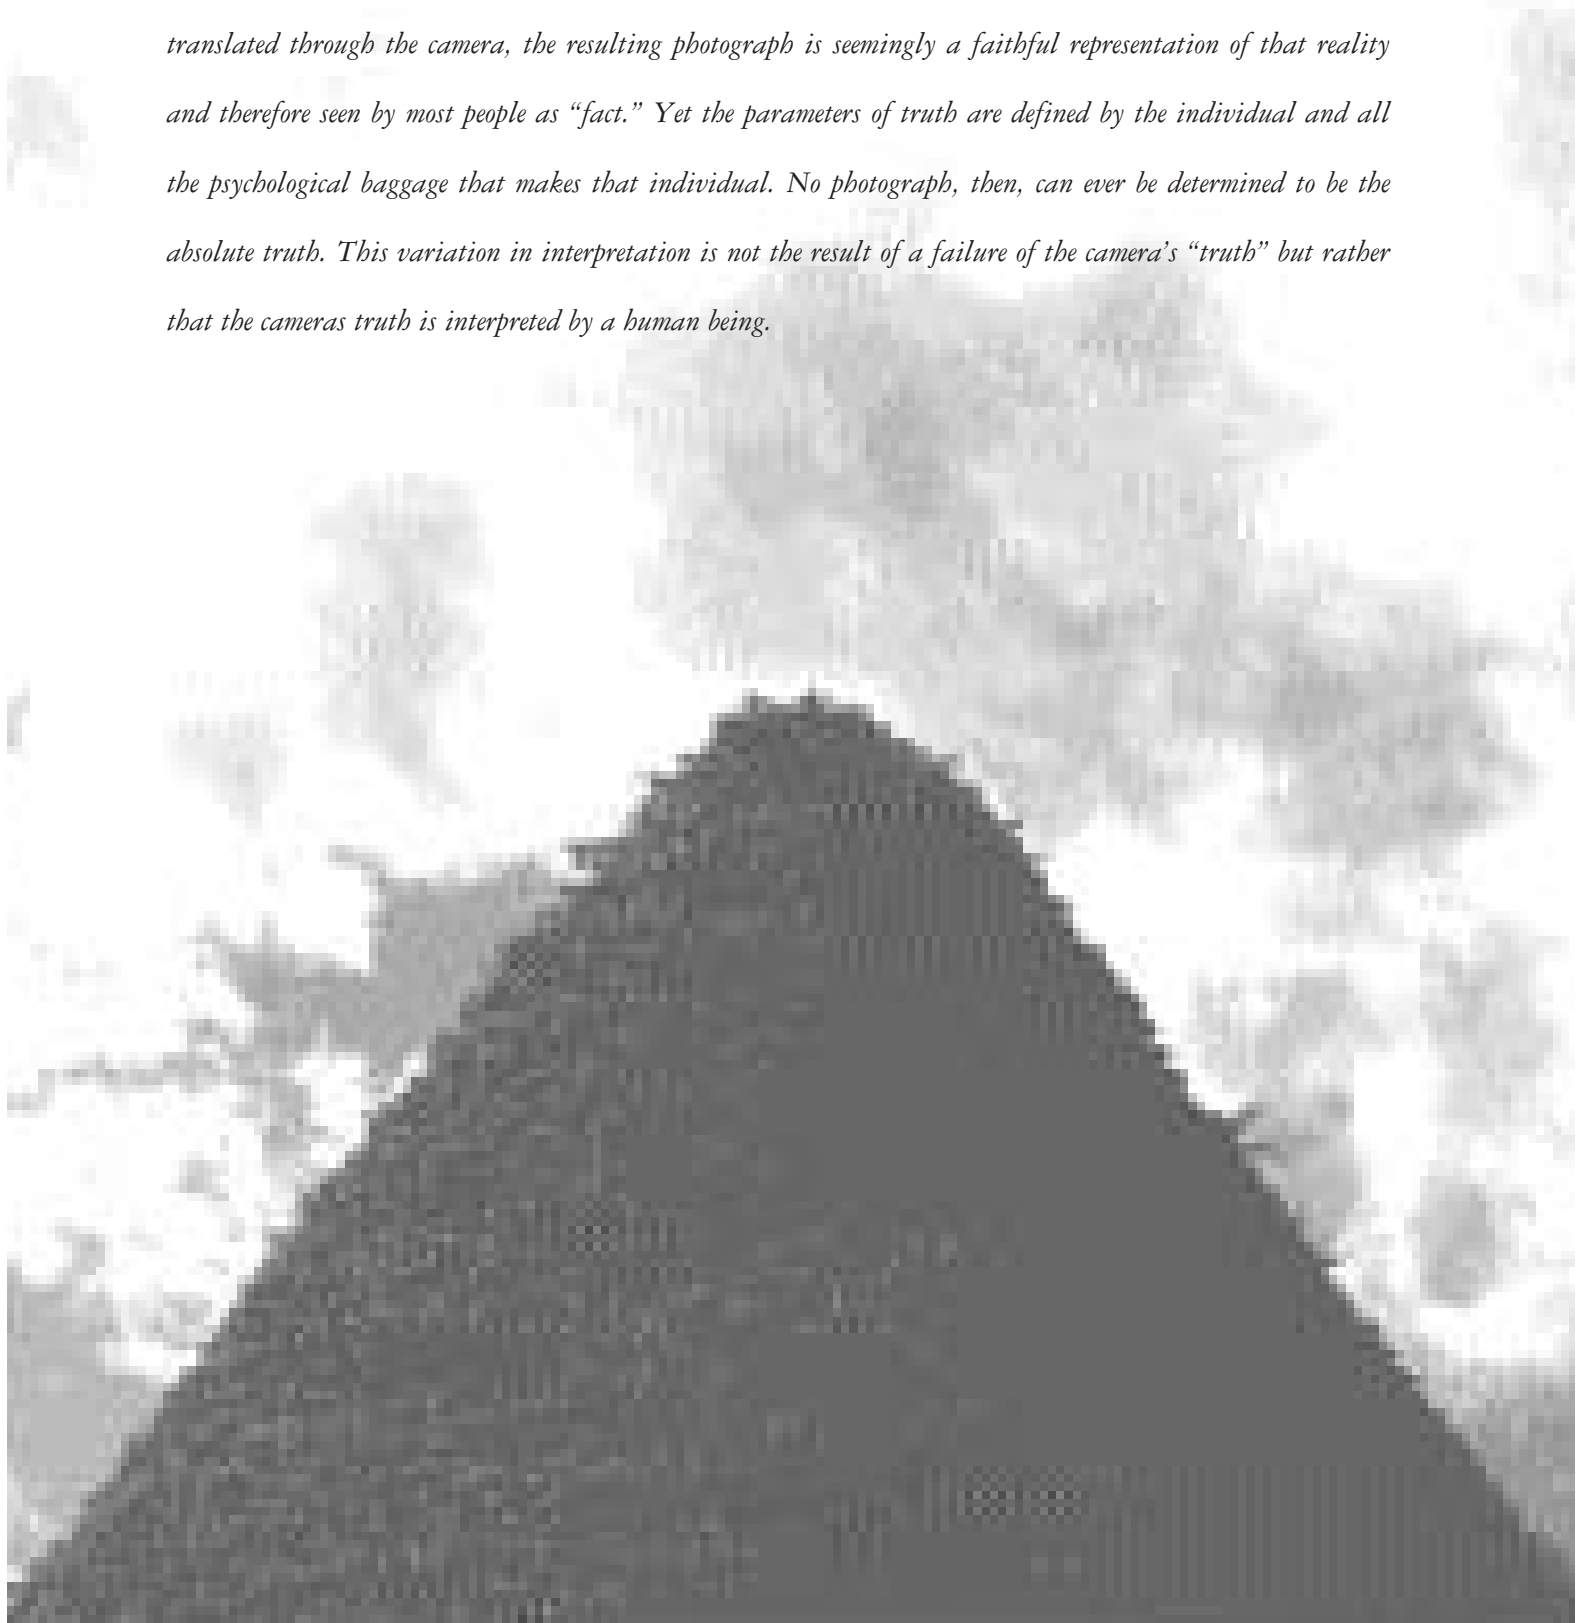 translated through the camera, the resulting photograph is seemingly a faithful representation of that reality
and therefore seen by most people as “fact.” Yet the parameters of truth are defined by the individual and all
the psychological baggage that makes that individual. No photograph, then, can ever be determined to be the
absolute truth. This variation in interpretation is not the result of a failure of the camera’s “truth” but rather
that the cameras truth is interpreted by a human being.